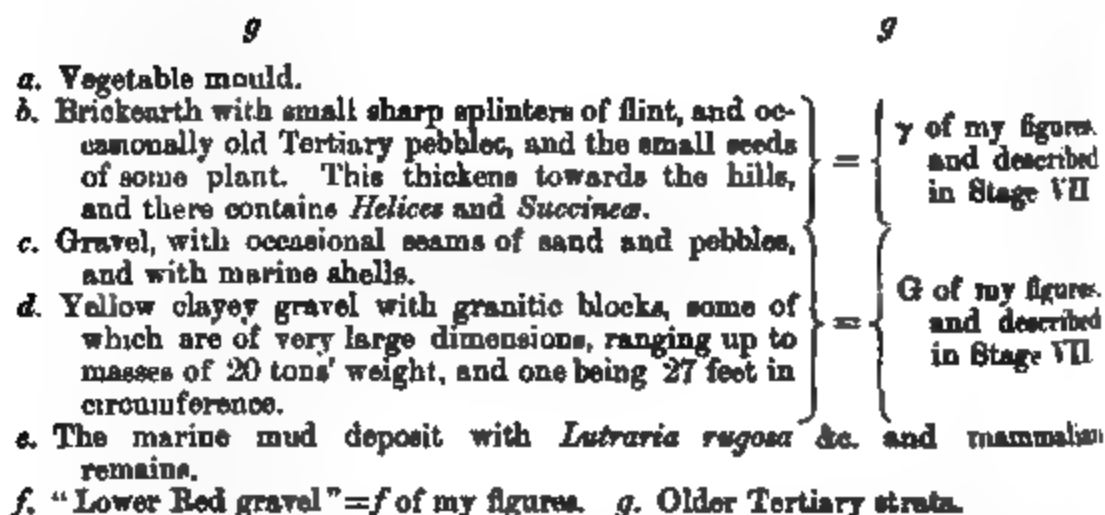 g g
a. Vegetable mould.
b. Brickearth with small sharp splinters of flint, and oc-
casionally old Tertiary pebbles, and the small seeds
of some plant. This thickens towards the hills,
and there contains Helices and Succineæ.
c. Gravel, with occasional seams of sand and pebbles,
and with marine shells.
d. Yellow clayey gravel with granitic blocks, some of
which are of very large dimensions, ranging up to
masses of 20 tons' weight, and one being 27 feet in
circumference.
= γ of my figures.
and described
in Stage VII
= G of my figures.
and described
in Stage VII
e. The marine mud deposit with Lutraria rugosa &c. and mammalian
remains.
f. "Lower Red gravel"=f of my figures. g. Older Tertiary strata.